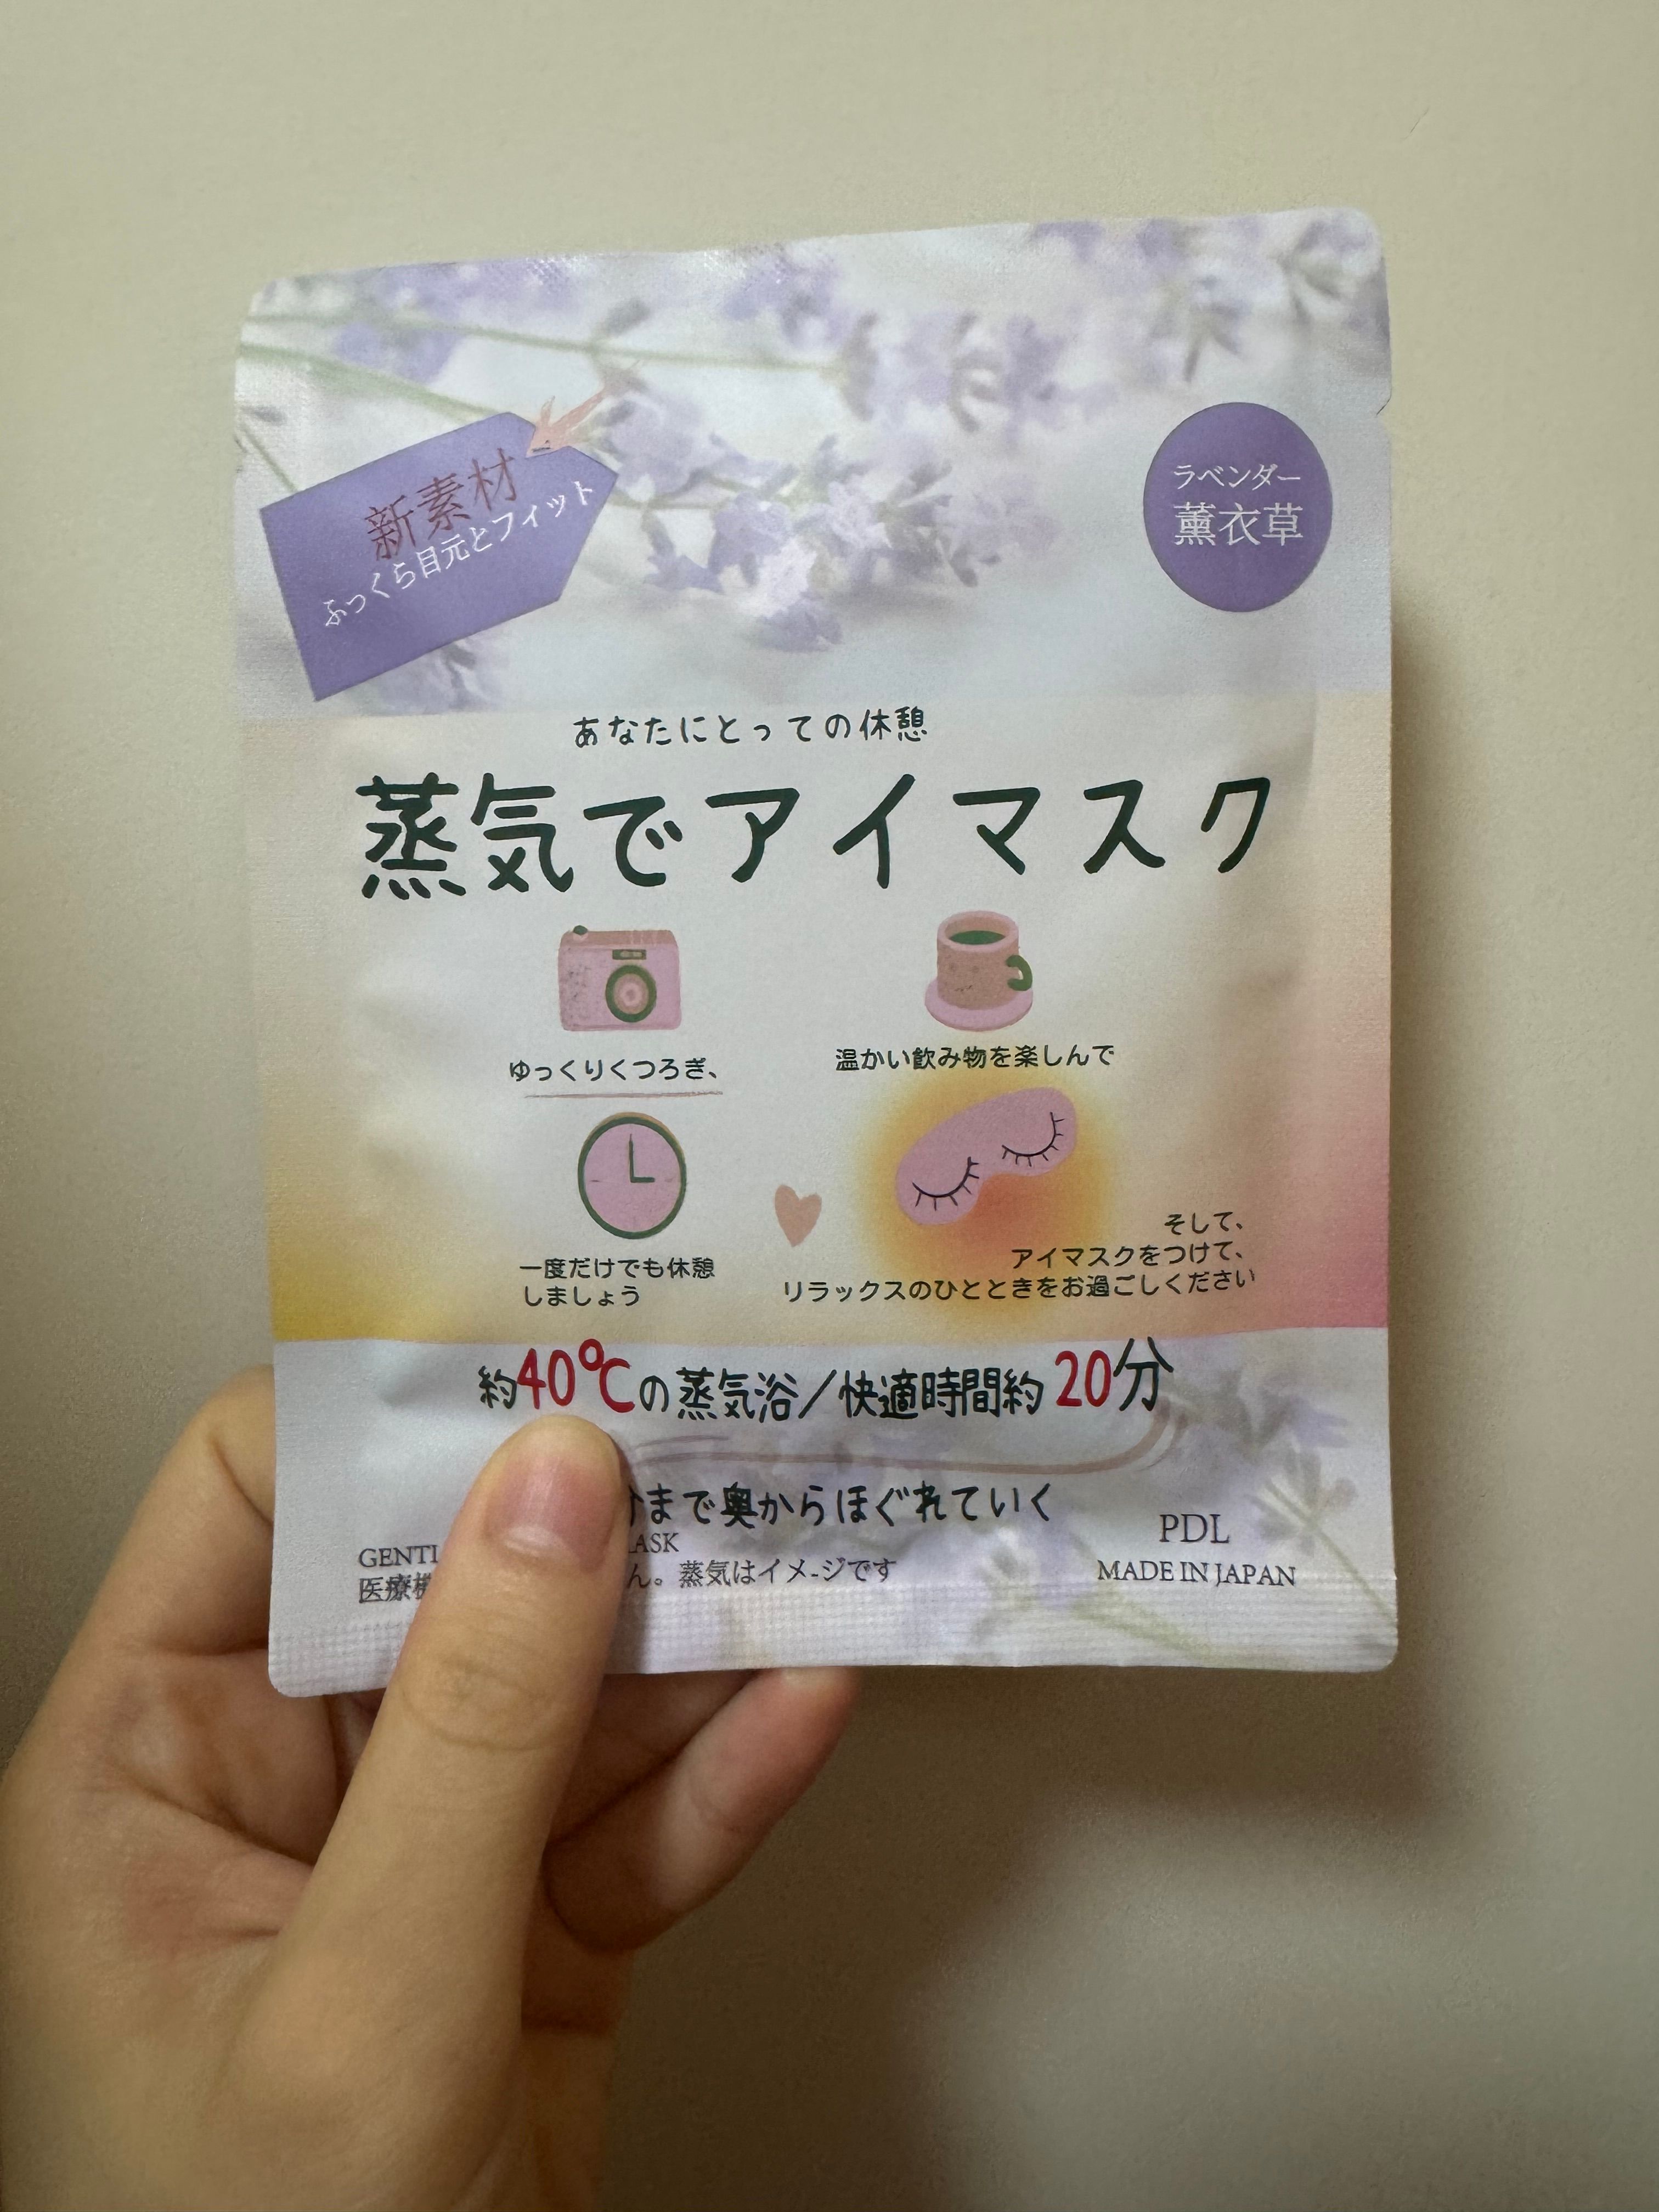 新素材
ふっくら目元とフィット
ラベンダー
薫衣草
あなたにとっての休憩
蒸気でアイマスク
ゆっくりくつろぎ、
温かい飲み物を楽しんで
一度だけでも休憩
しましょう
そして、
アイマスクをつけて、
リラックスのひとときをお過ごしください
約40℃の蒸気浴/快適時間約20分
まで奥からほぐれていく
GENTL ASK
医療 ん。蒸気はイメ-ジです
PDL
MADE IN JAPAN